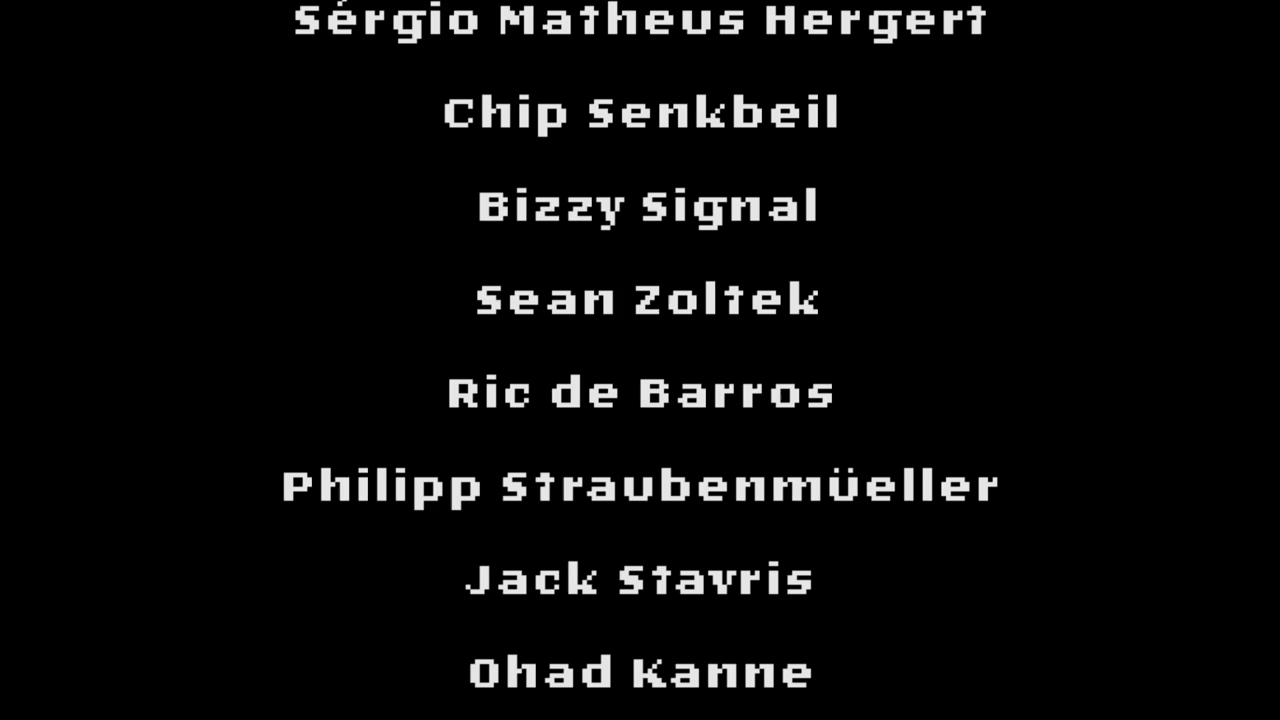 Sérgio Matheus Hergert
Chip Senkbeil
Bizzy Signal
Sean Zoltek
Ric de Barros
Philipp Straubenmüeller
Jack Stavris
Ohad Kanne